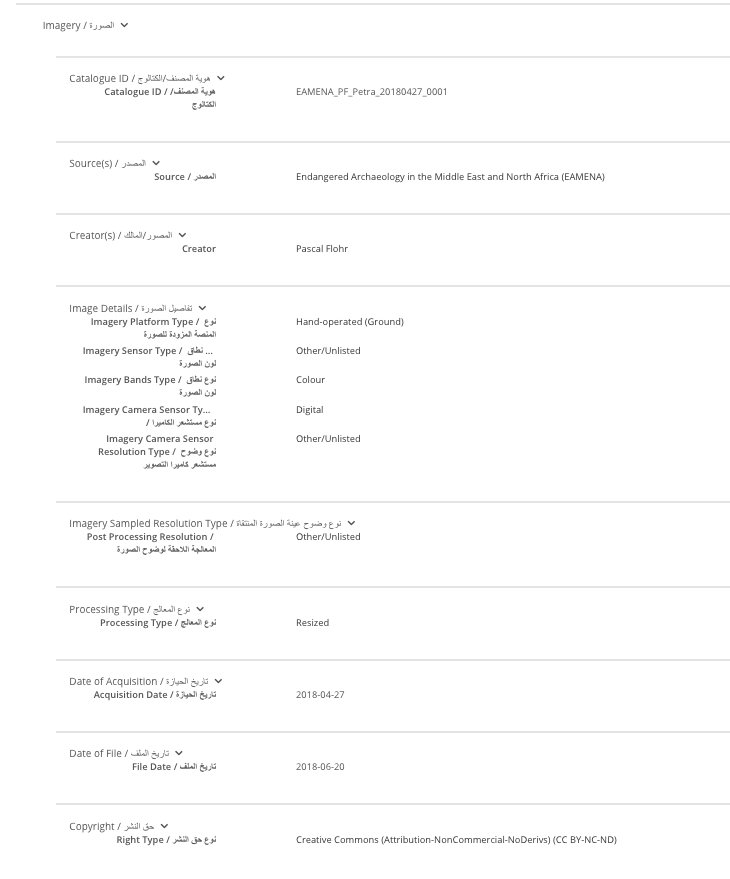 Imagery / الصورة
Catalogue ID / هوية المصنف/الكتالوج
Catalogue ID / هوية المصنف/
الكتالوج
EAMENA_PF_Petra_20180427_0001
Source(s) / المصدر
Source / المصدر
Endangered Archaeology in the Middle East and North Africa (EAMENA)
Creator(s) / المصور/المالك
Creator
Pascal Flohr
Image Details / تفاصيل الصورة
Imagery Platform Type / نوع
المنصة المزودة للصورة
Hand-operated (Ground)
Imagery Sensor Type / نطاق ...
لون الصورة
Other/Unlisted
Imagery Bands Type / نوع نطاق
لون الصورة
Colour
Imagery Camera Sensor Ty...
/ نوع مستشعر الكاميرا
Digital
Imagery Camera Sensor
Resolution Type / نوع وضوح
مستشعر كاميرا التصوير
Other/Unlisted
Imagery Sampled Resolution Type / نوع وضوح عينة الصورة المنتقاة
Post Processing Resolution /
المعالجة اللاحقة لوضوح الصورة
Other/Unlisted
Processing Type / نوع المعالج
Processing Type / نوع المعالج
Resized
Date of Acquisition / تاريخ الحيازة
Acquisition Date / تاريخ الحيازة
2018-04-27
Date of File / تاريخ الملف
File Date / تاريخ الملف
2018-06-20
Copyright / حق النشر
Right Type / نوع حق النشر
Creative Commons (Attribution-NonCommercial-NoDerivs) (CC BY-NC-ND)